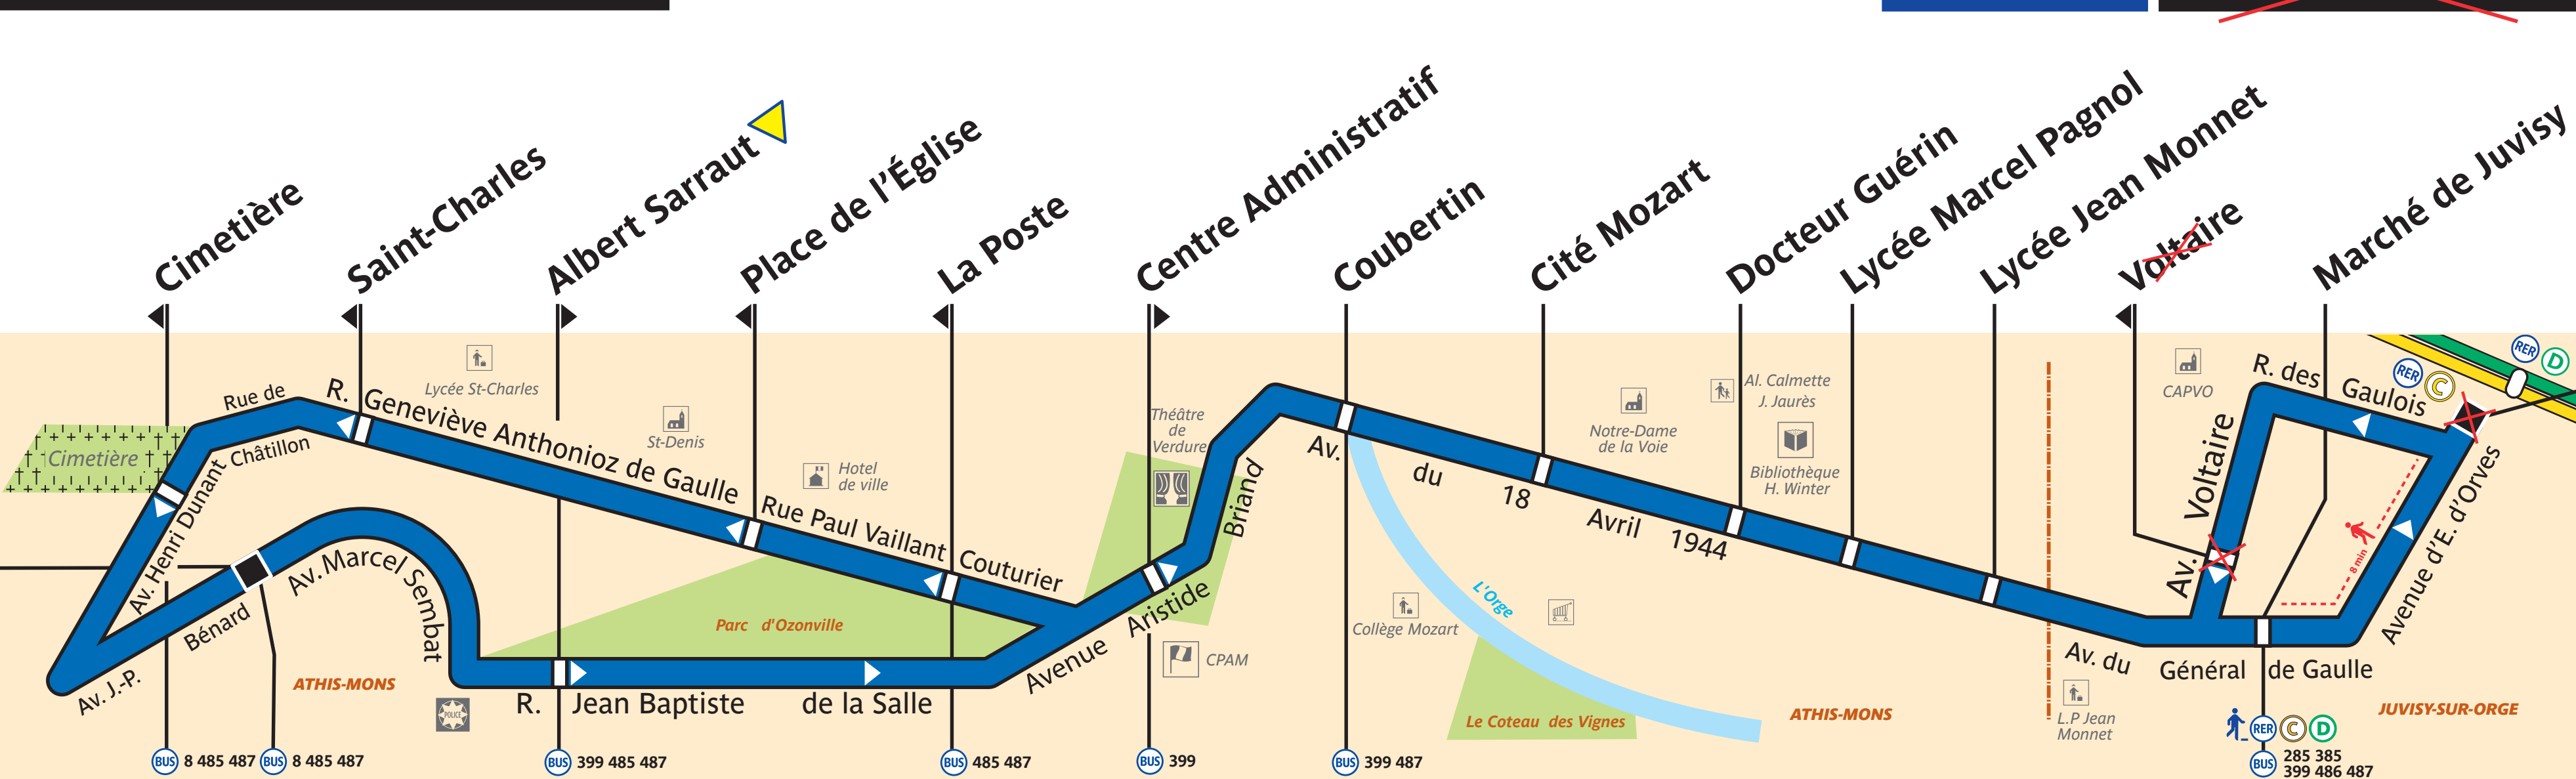 Cimetière
Saint-Charles
Albert Sarraut
Place de l'Église
La Poste
Centre Administratif
Coubertin
Cité Mozart
Docteur Guérin
Lycée Marcel Pagnol
Lycée Jean Monnet
Voltaire
Marché de Juvisy
Cimetière
Rue de
Châtillon
R. Geneviève Anthonioz de Gaulle
Lycée St-Charles
St-Denis
Hotel
de ville
Rue Paul Vaillant Couturier
Av. Henri Dunant
Av. J.-P. Bénard
Av. Marcel Sembat
ATHIS-MONS
POLICE
Parc d'Ozonville
R. Jean Baptiste de la Salle
Avenue Aristide Briand
Théâtre
de
Verdure
CPAM
Av. du 18 Avril 1944
L'Orge
Collège Mozart
Le Coteau des Vignes
Notre-Dame
de la Voie
Al. Calmette
J. Jaurès
Bibliothèque
H. Winter
ATHIS-MONS
L.P Jean
Monnet
Av. du Général de Gaulle
CAPVO
Av. Voltaire
R. des Gaulois
RER C
RER D
8 min
Avenue d'E. d'Orves
JUVISY-SUR-ORGE
BUS 8 485 487
BUS 8 485 487
BUS 399 485 487
BUS 485 487
BUS 399
BUS 399 487
RER C D
BUS 285 385
399 486 487